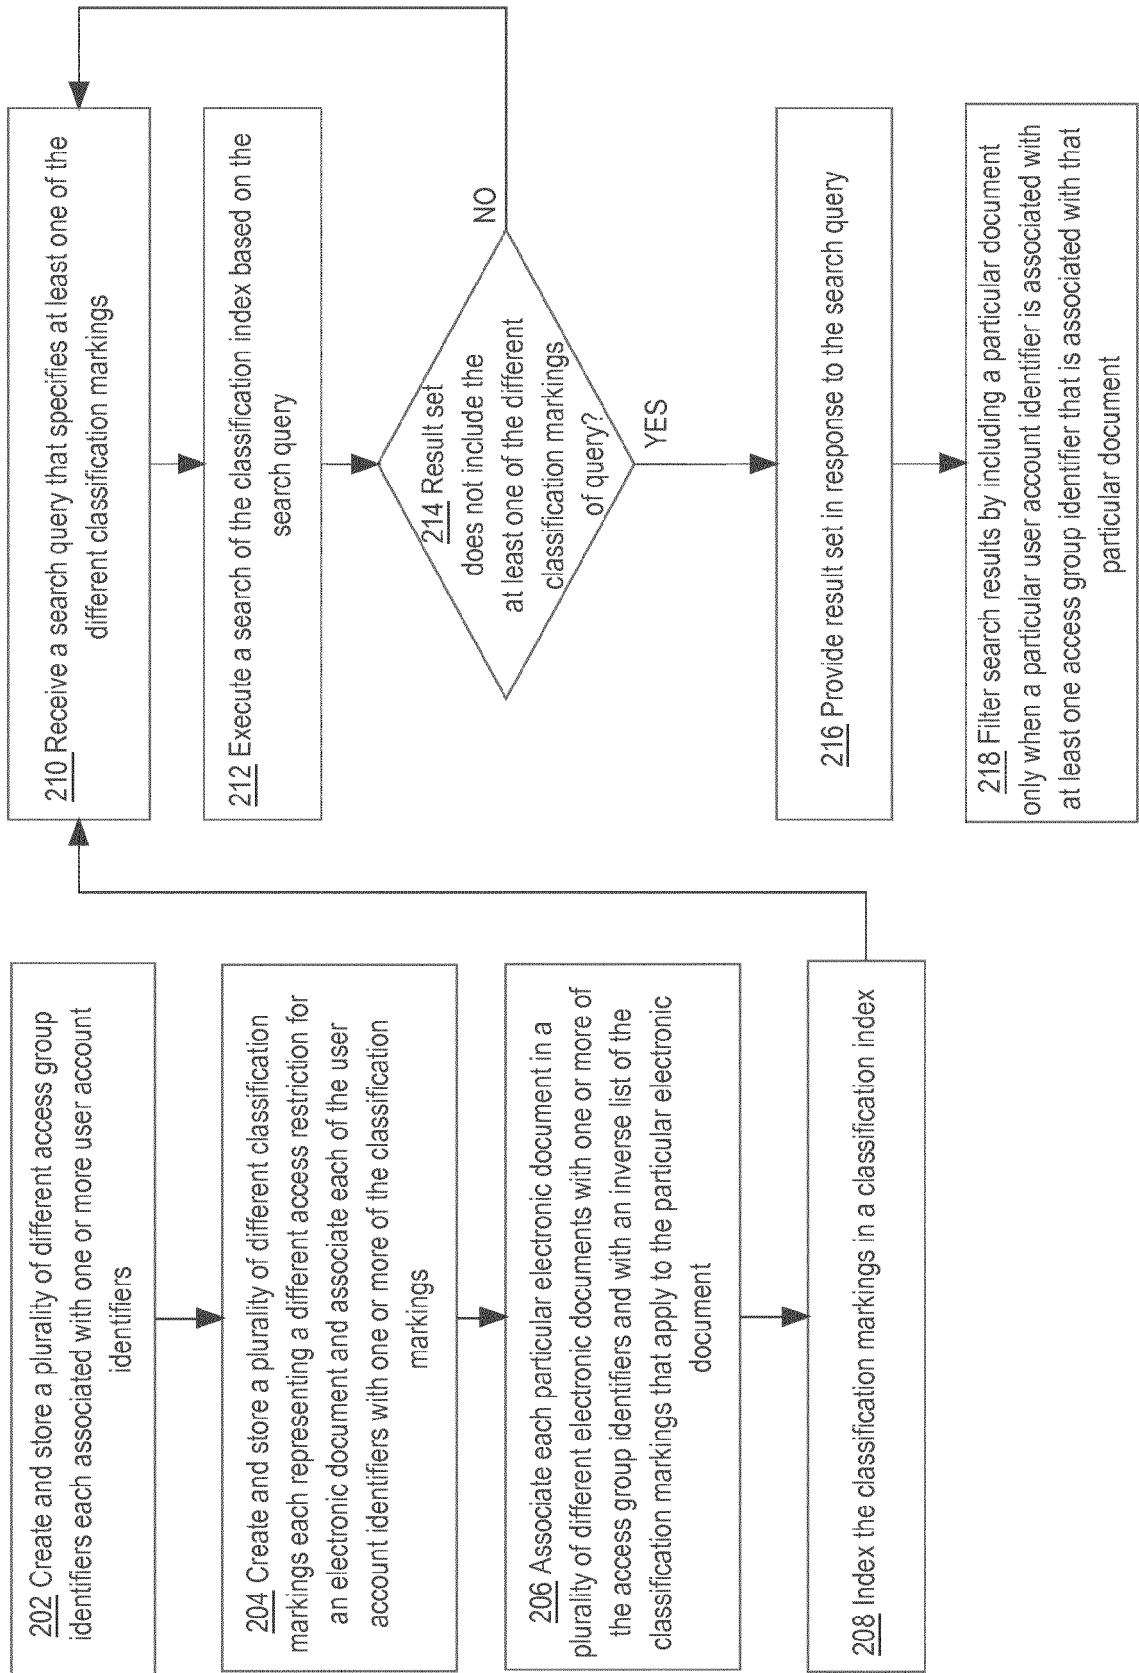 202 Create and store a plurality of different access group
identifiers each associated with one or more user account
identifiers
204 Create and store a plurality of different classification
markings each representing a different access restriction for
an electronic document and associate each of the user
account identifiers with one or more of the classification
markings
206 Associate each particular electronic document in a
plurality of different electronic documents with one or more of
the access group identifiers and with an inverse list of the
classification markings that apply to the particular electronic
document
208 Index the classification markings in a classification index
210 Receive a search query that specifies at least one of the
different classification markings
212 Execute a search of the classification index based on the
search query
214 Result set
does not include the
at least one of the different
classification markings
of query?
NO
YES
216 Provide result set in response to the search query
218 Filter search results by including a particular document
only when a particular user account identifier is associated with
at least one access group identifier that is associated with that
particular document